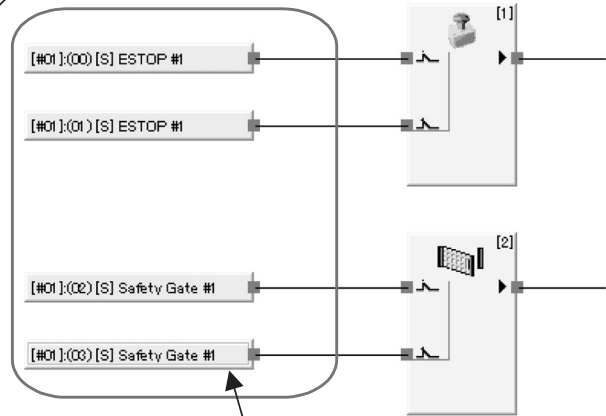 [1]
[#01]:(00) [S] ESTOP #1
[#01]:(01) [S] ESTOP #1
[2]
[#01]:(02) [S] Safety Gate #1
[#01]:(03) [S] Safety Gate #1